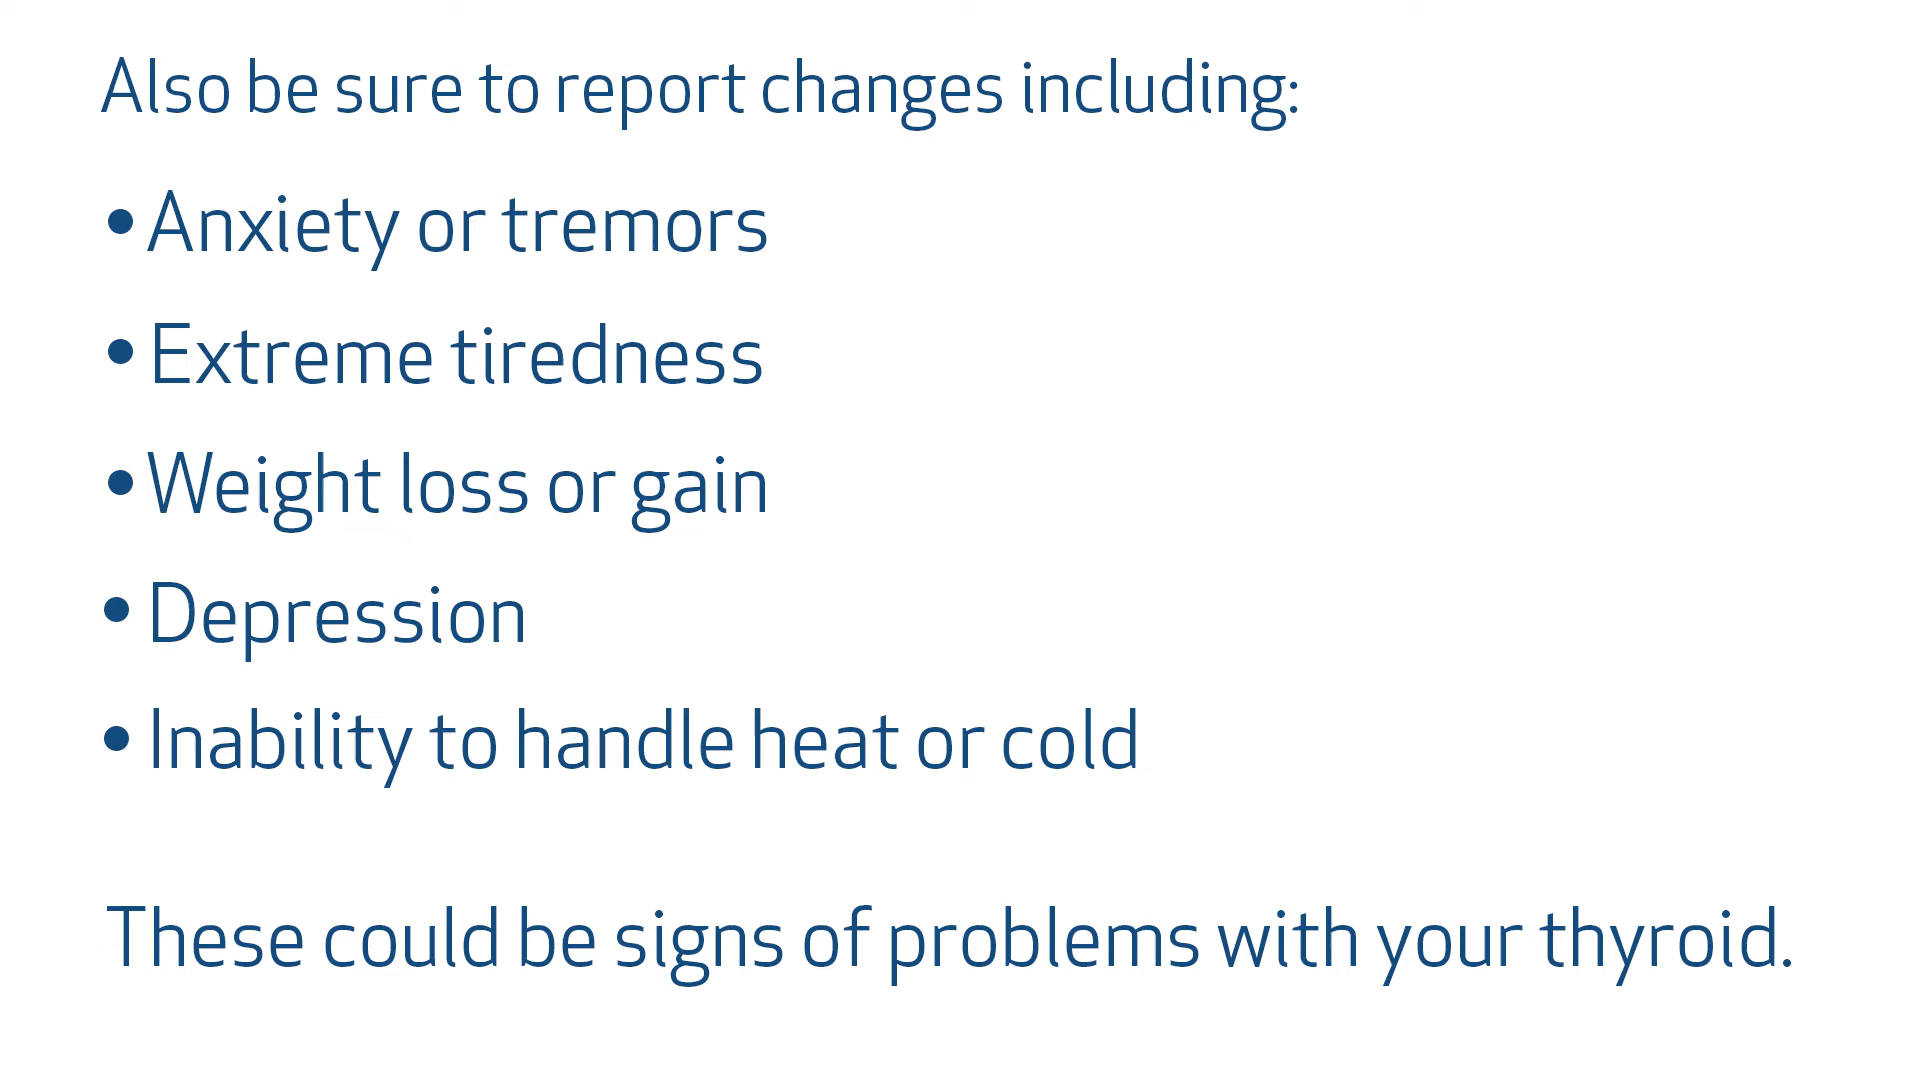 Also be sure to report changes including:
• Anxiety or tremors
• Extreme tiredness
• Weight loss or gain
• Depression
• Inability to handle heat or cold
These could be signs of problems with your thyroid.